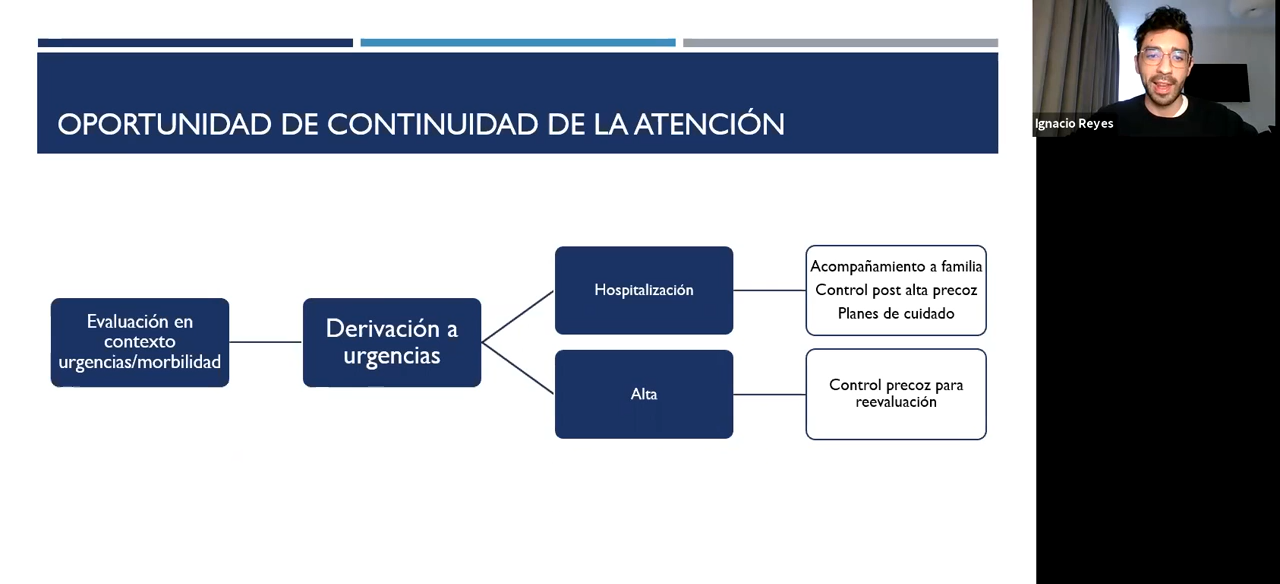 OPORTUNIDAD DE CONTINUIDAD DE LA ATENCIÓN
Ignacio Reyes
Evaluación en
contexto
urgencias/morbilidad
Derivación a
urgencias
Hospitalización
Acompañamiento a familia
Control post alta precoz
Planes de cuidado
Alta
Control precoz para
reevaluación